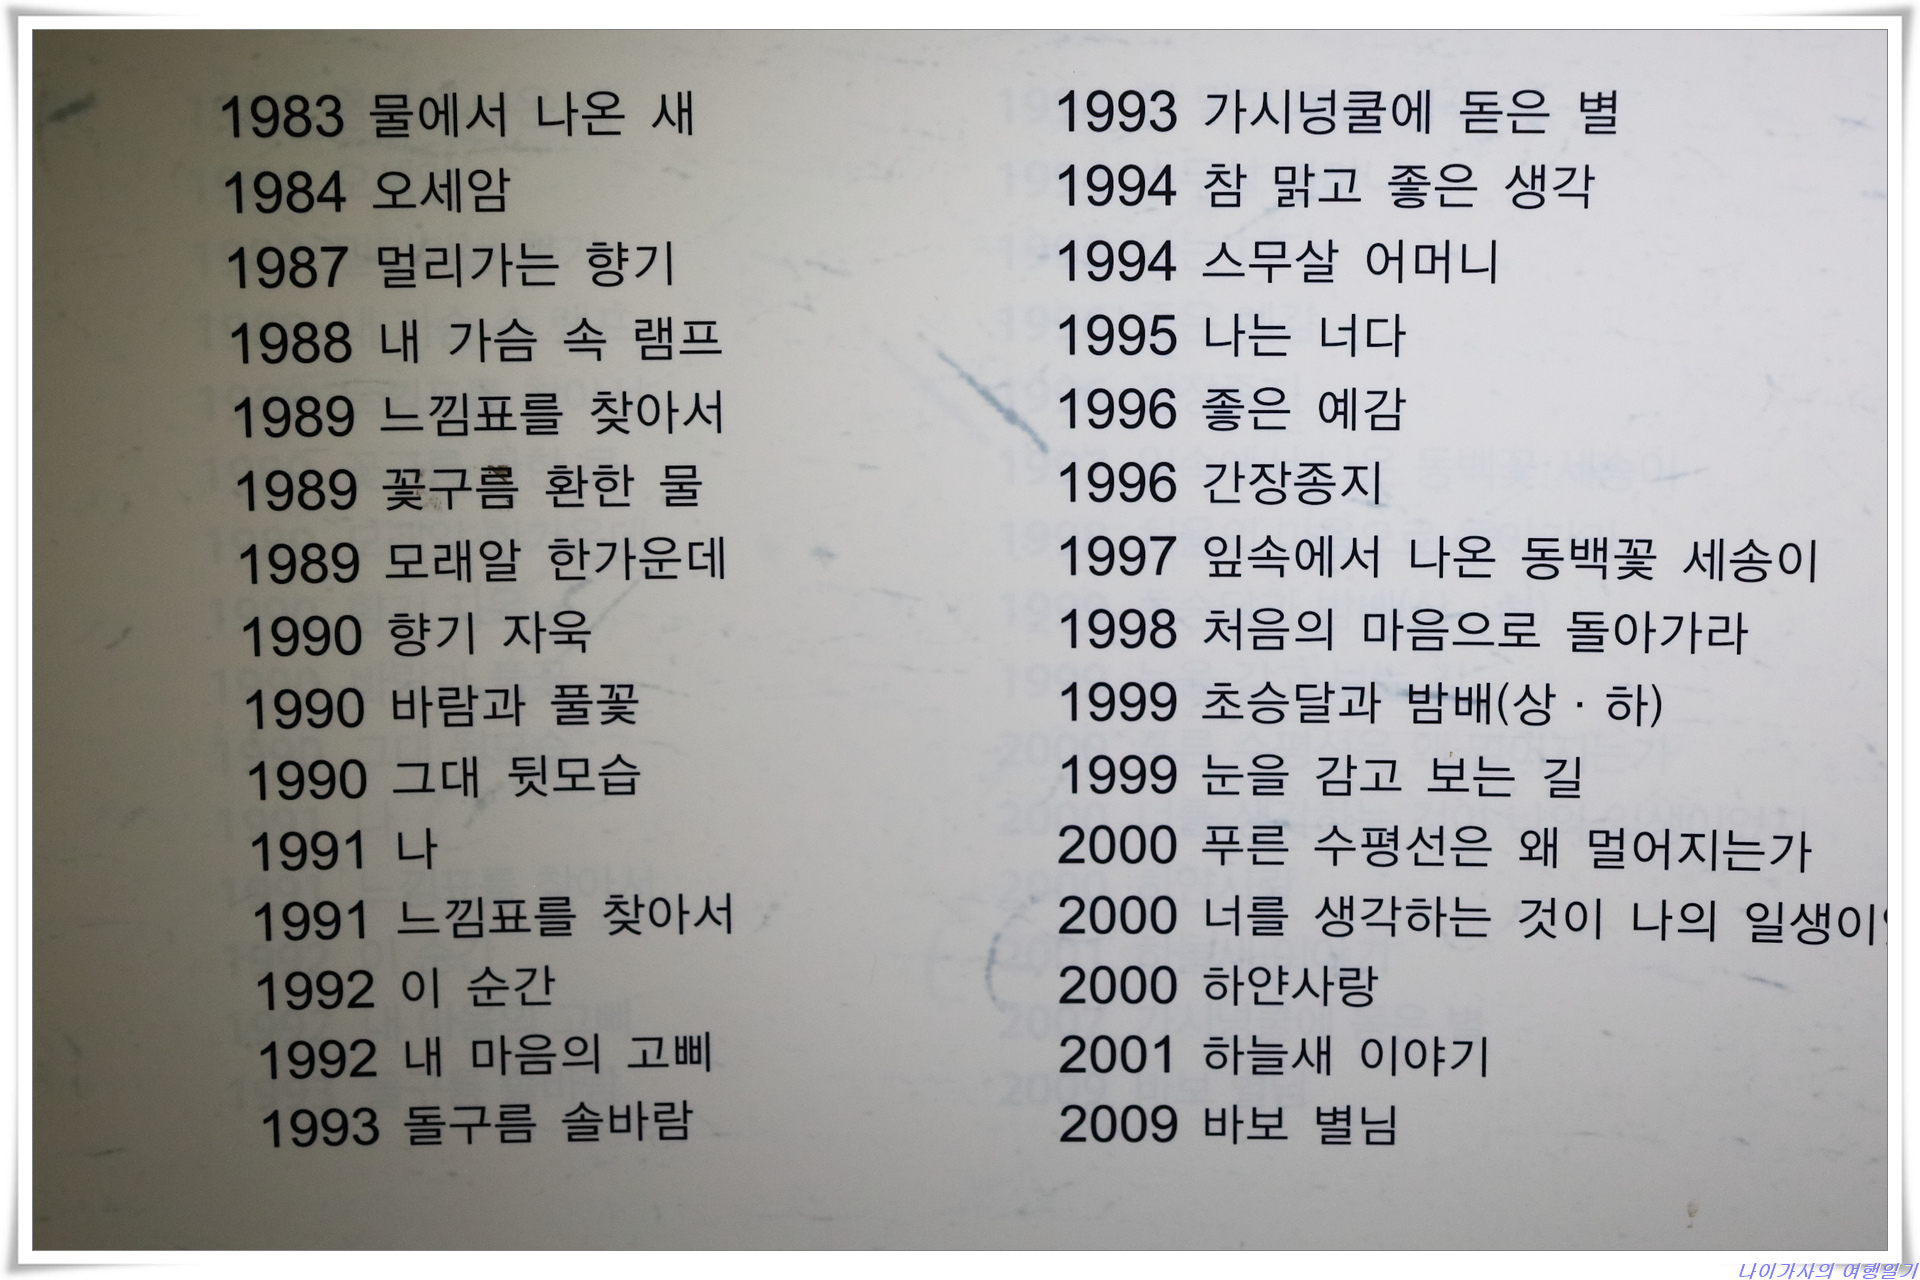 1983 물에서 나온 새
1984 오세암
1987 멀리가는 향기
1988 내 가슴 속 램프
1989 느낌표를 찾아서
1989 꽃구름 환한 물
1989 모래알 한가운데
1990 향기 자욱
1990 바람과 풀꽃
1990 그대 뒷모습
1991 나
1991 느낌표를 찾아서
1992 이 순간
1992 내 마음의 고삐
1993 돌구름 솔바람
1993 가시넝쿨에 돋은 별
1994 참 맑고 좋은 생각
1994 스무살 어머니
1995 나는 너다
1996 좋은 예감
1996 간장종지
1997 잎속에서 나온 동백꽃 세송이
1998 처음의 마음으로 돌아가라
1999 초승달과 밤배(상 · 하)
1999 눈을 감고 보는 길
2000 푸른 수평선은 왜 멀어지는가
2000 너를 생각하는 것이 나의
2000 하얀사랑
2001 하늘새 이야기
2009 바보 별님
나이가사의 여행일기